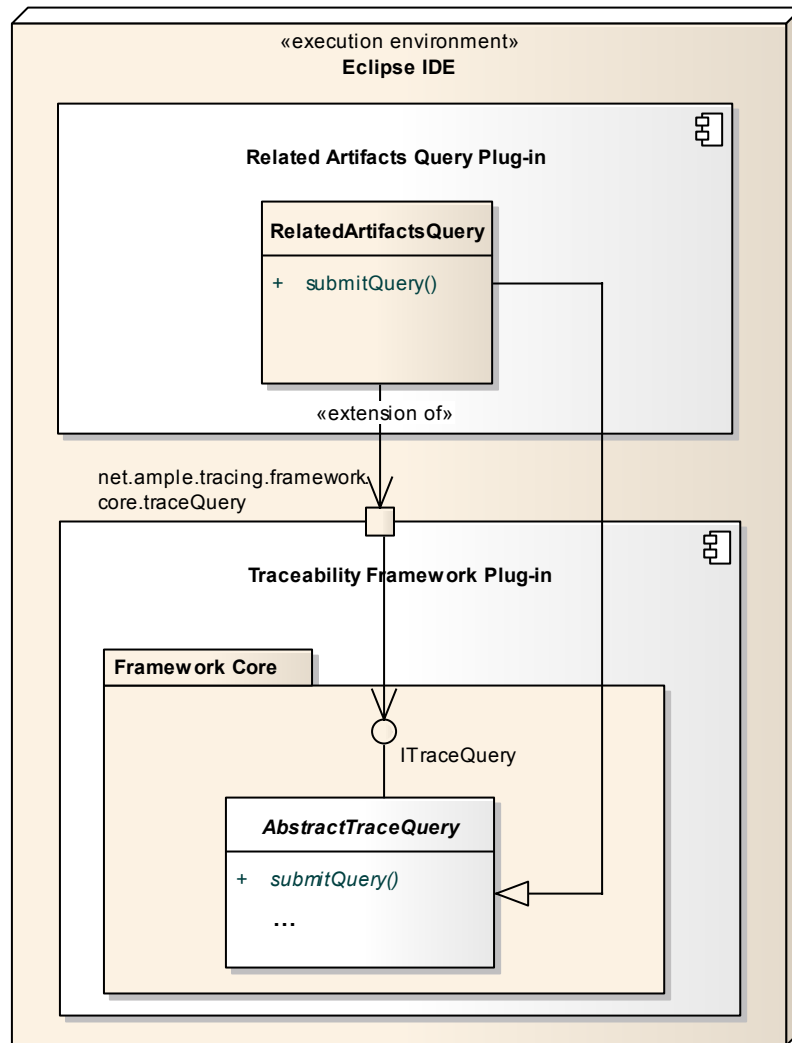 «execution environment»
Eclipse IDE
Related Artifacts Query Plug-in
RelatedArtifactsQuery
+ submitQuery()
«extension of»
net.ample.tracing.framework.
core.traceQuery
Traceability Framework Plug-in
Framework Core
ITraceQuery
AbstractTraceQuery
+ submitQuery()
...